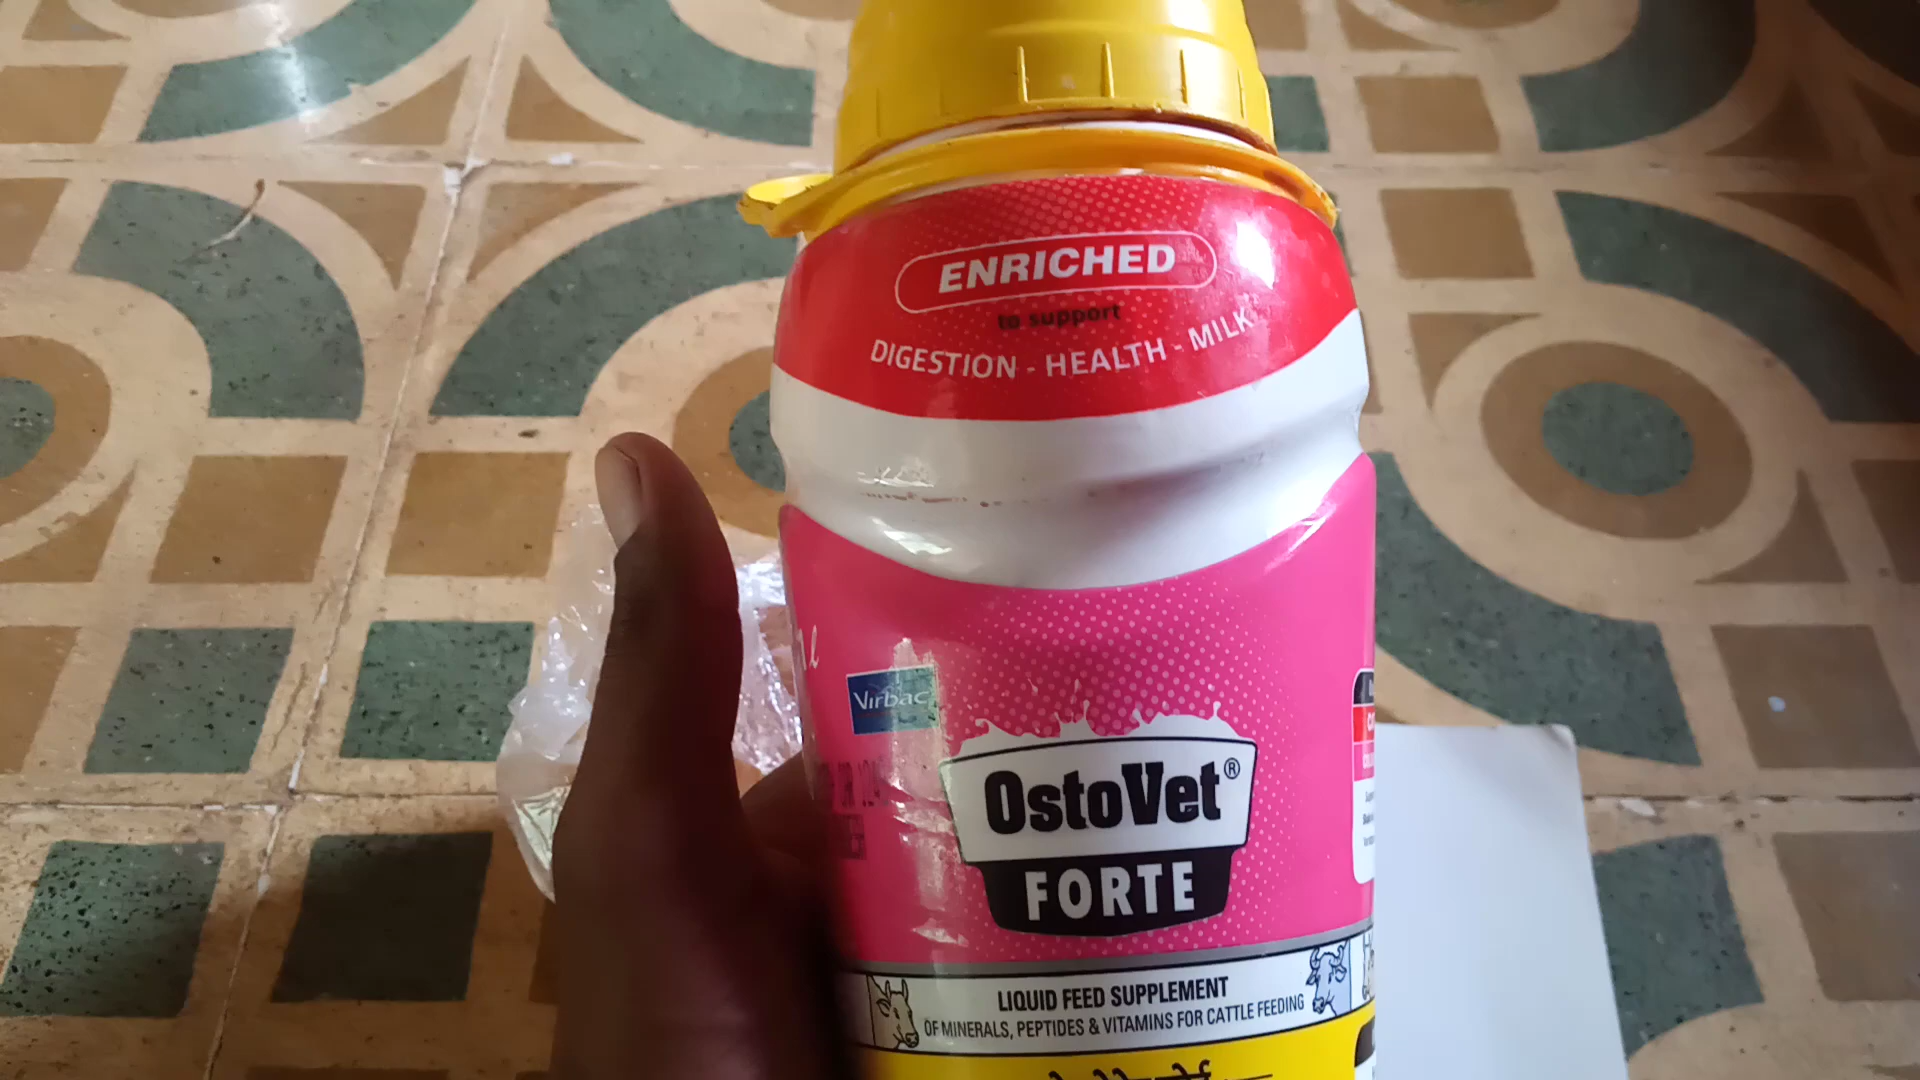 ENRICHED
to support
DIGESTION - HEALTH - MILK
Virbac
OstoVet®
FORTE
LIQUID FEED SUPPLEMENT
OF MINERALS, PEPTIDES & VITAMINS FOR CATTLE FEEDING